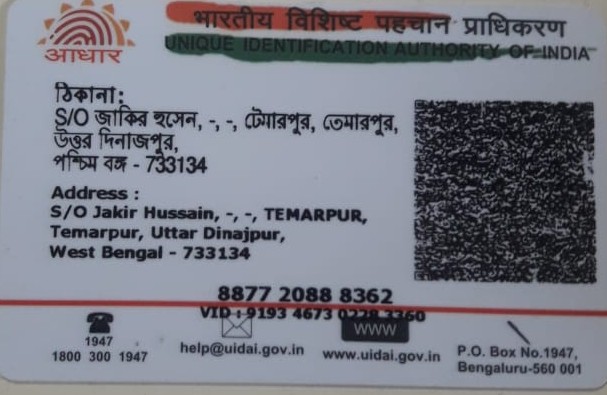 भारतीय विशिष्ट पहचान प्राधिकरण
UNIQUE IDENTIFICATION AUTHORITY OF INDIA
आधार
ঠিকানা:
S/O জাকির হুসেন, -, -, টেমারপুর, তেমারপুর,
উত্তর দিনাজপুর,
পশ্চিম বঙ্গ - 733134
Address :
S/O Jakir Hussain, -, -, TEMARPUR,
Temarpur, Uttar Dinajpur,
West Bengal - 733134
8877 2088 8362
VID : 9193 4673 3360
1947
1800 300 1947
help@uidai.gov.in
WWW
www.uidai.gov.in
P.O. Box No.1947,
Bengaluru-560 001